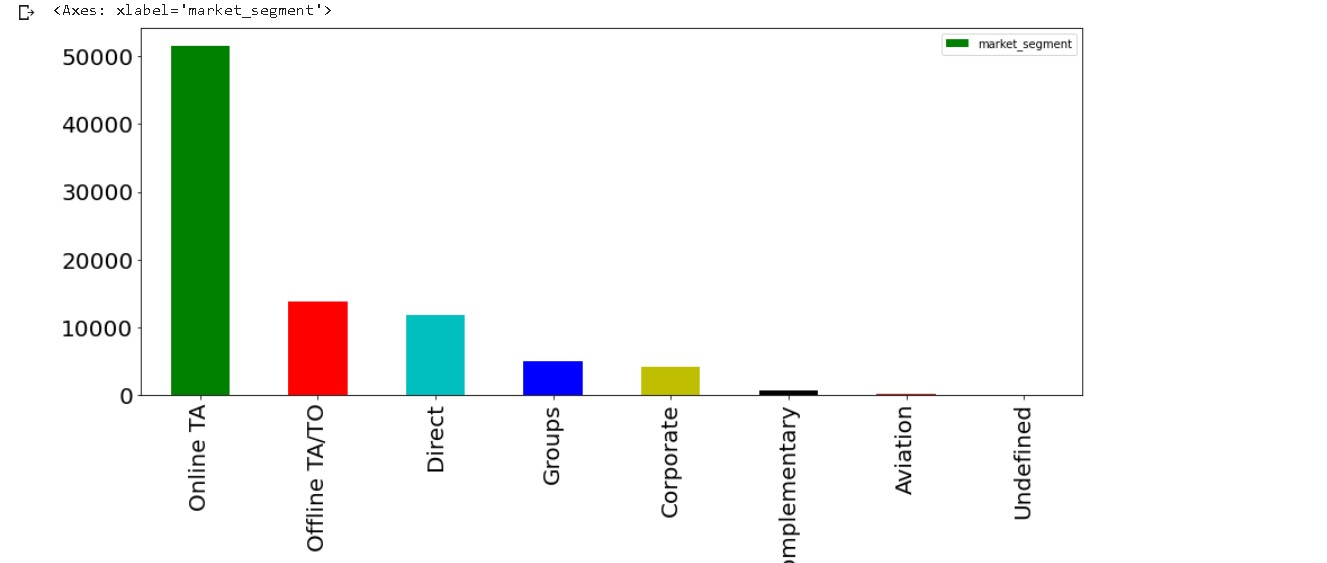 <Axes: xlabel='market_segment'>
market_segment
50000
40000
30000
20000
10000
0
Online TA
Offline TA/TO
Direct
Groups
Corporate
omplementary
Aviation
Undefined